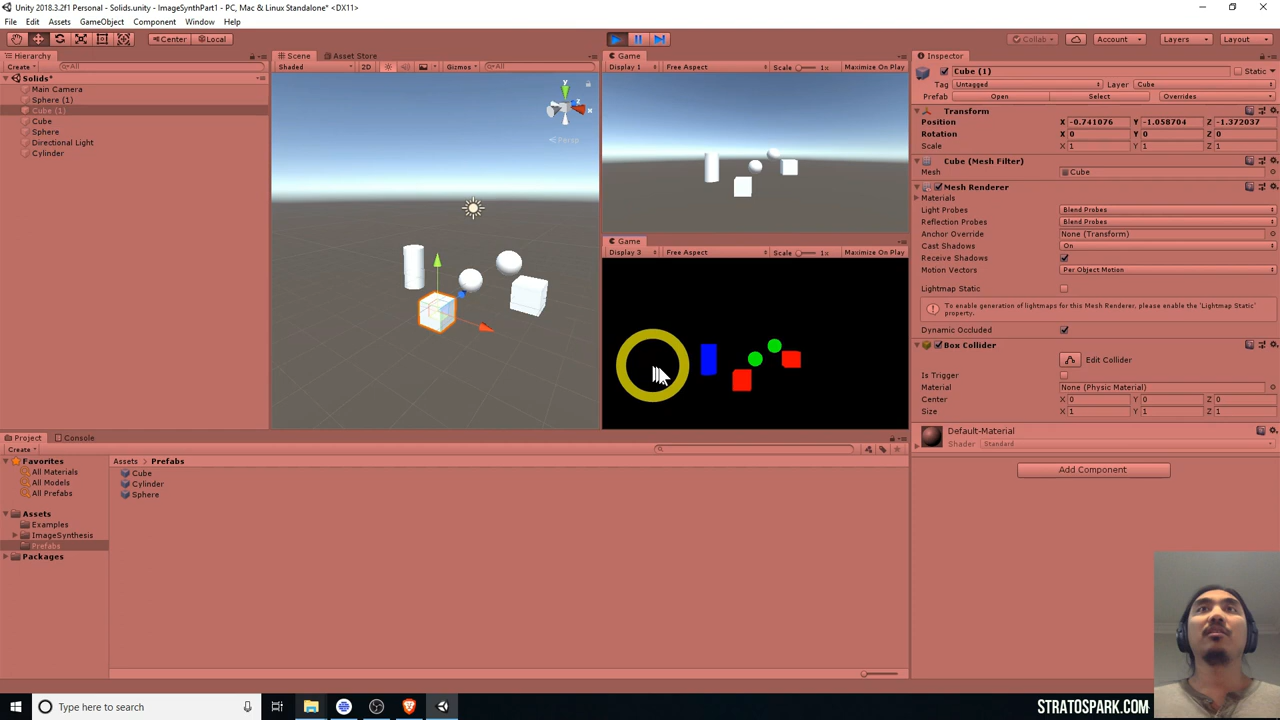 Unity 2018.3.2f1 Personal - Solids.unity - ImageSynthPart1 - PC, Mac & Linux Standalone* <DX11>
File Edit Assets GameObject Component Window Help
Center Local Collab Account Layers Layout
Hierarchy Scene Asset Store Game Inspector
Create All Shaded 2D Gizmos All Display 1 Free Aspect Scale 1x Maximize On Play Cube (1) Static
Solids*
Tag Untagged Layer Cube
Main Camera
Prefab Open Select Overrides
Sphere (1)
Cube (1)
Transform
Cube
Position X -0.741076 Y -1.058704 Z -1.372037
Sphere
Rotation X 0 Y 0 Z 0
Directional Light
Scale X 1 Y 1 Z 1
Cylinder
y
z
Persp
Cube (Mesh Filter)
Mesh Cube
Mesh Renderer
Materials
Light Probes Blend Probes
Reflection Probes Blend Probes
Anchor Override None (Transform)
Game
Cast Shadows On
Display 3 Free Aspect Scale 1x Maximize On Play
Receive Shadows
Motion Vectors Per Object Motion
Lightmap Static
To enable generation of lightmaps for this Mesh Renderer, please enable the 'Lightmap Static' property.
Dynamic Occluded
Box Collider
Edit Collider
Is Trigger
Material None (Physic Material)
Center X 0 Y 0 Z 0
Size X 1 Y 1 Z 1
Default-Material
Shader Standard
Add Component
Project Console
Create
Favorites
All Materials
All Models
All Prefabs
Assets
Examples
ImageSynthesis
Prefabs
Packages
Assets > Prefabs
Cube
Cylinder
Sphere
Type here to search
STRATOSPARK.COM